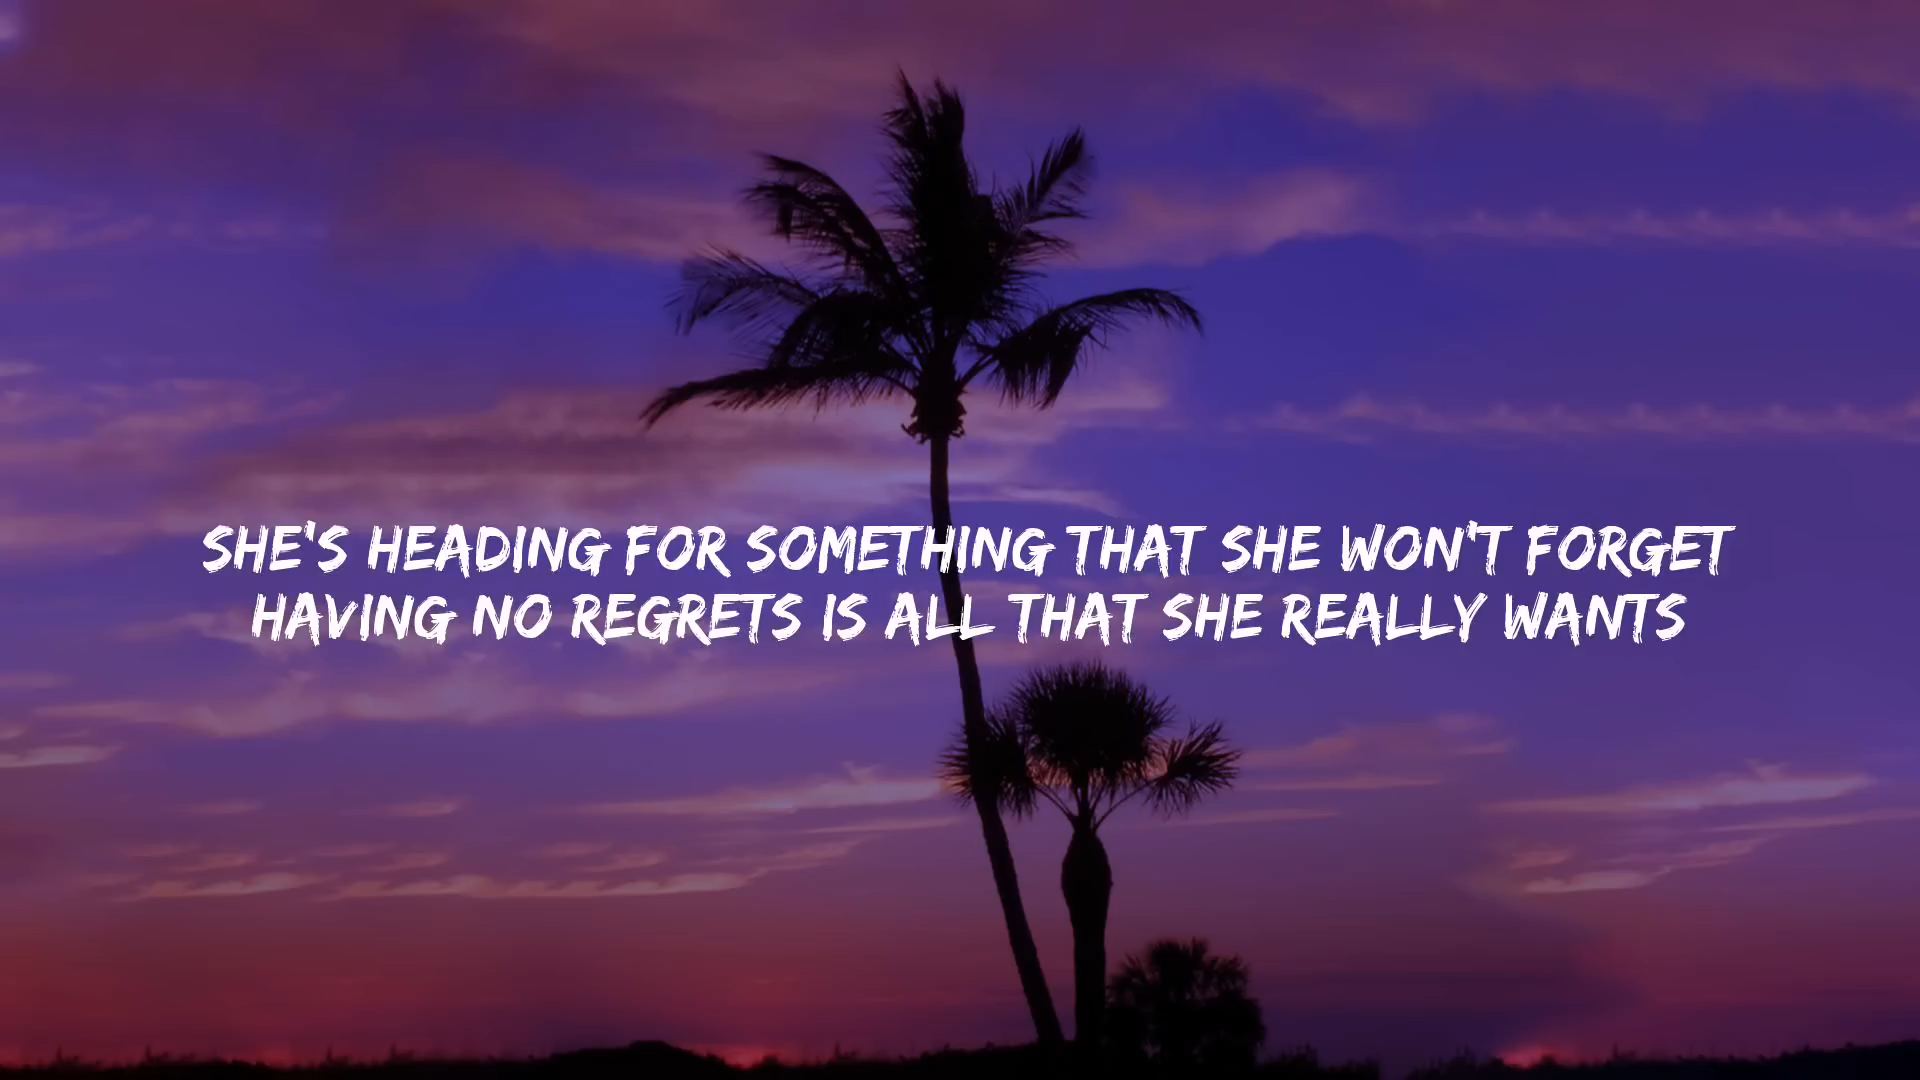 SHE'S HEADING FOR SOMETHING THAT SHE WON'T FORGET
HAVING NO REGRETS IS ALL THAT SHE REALLY WANTS